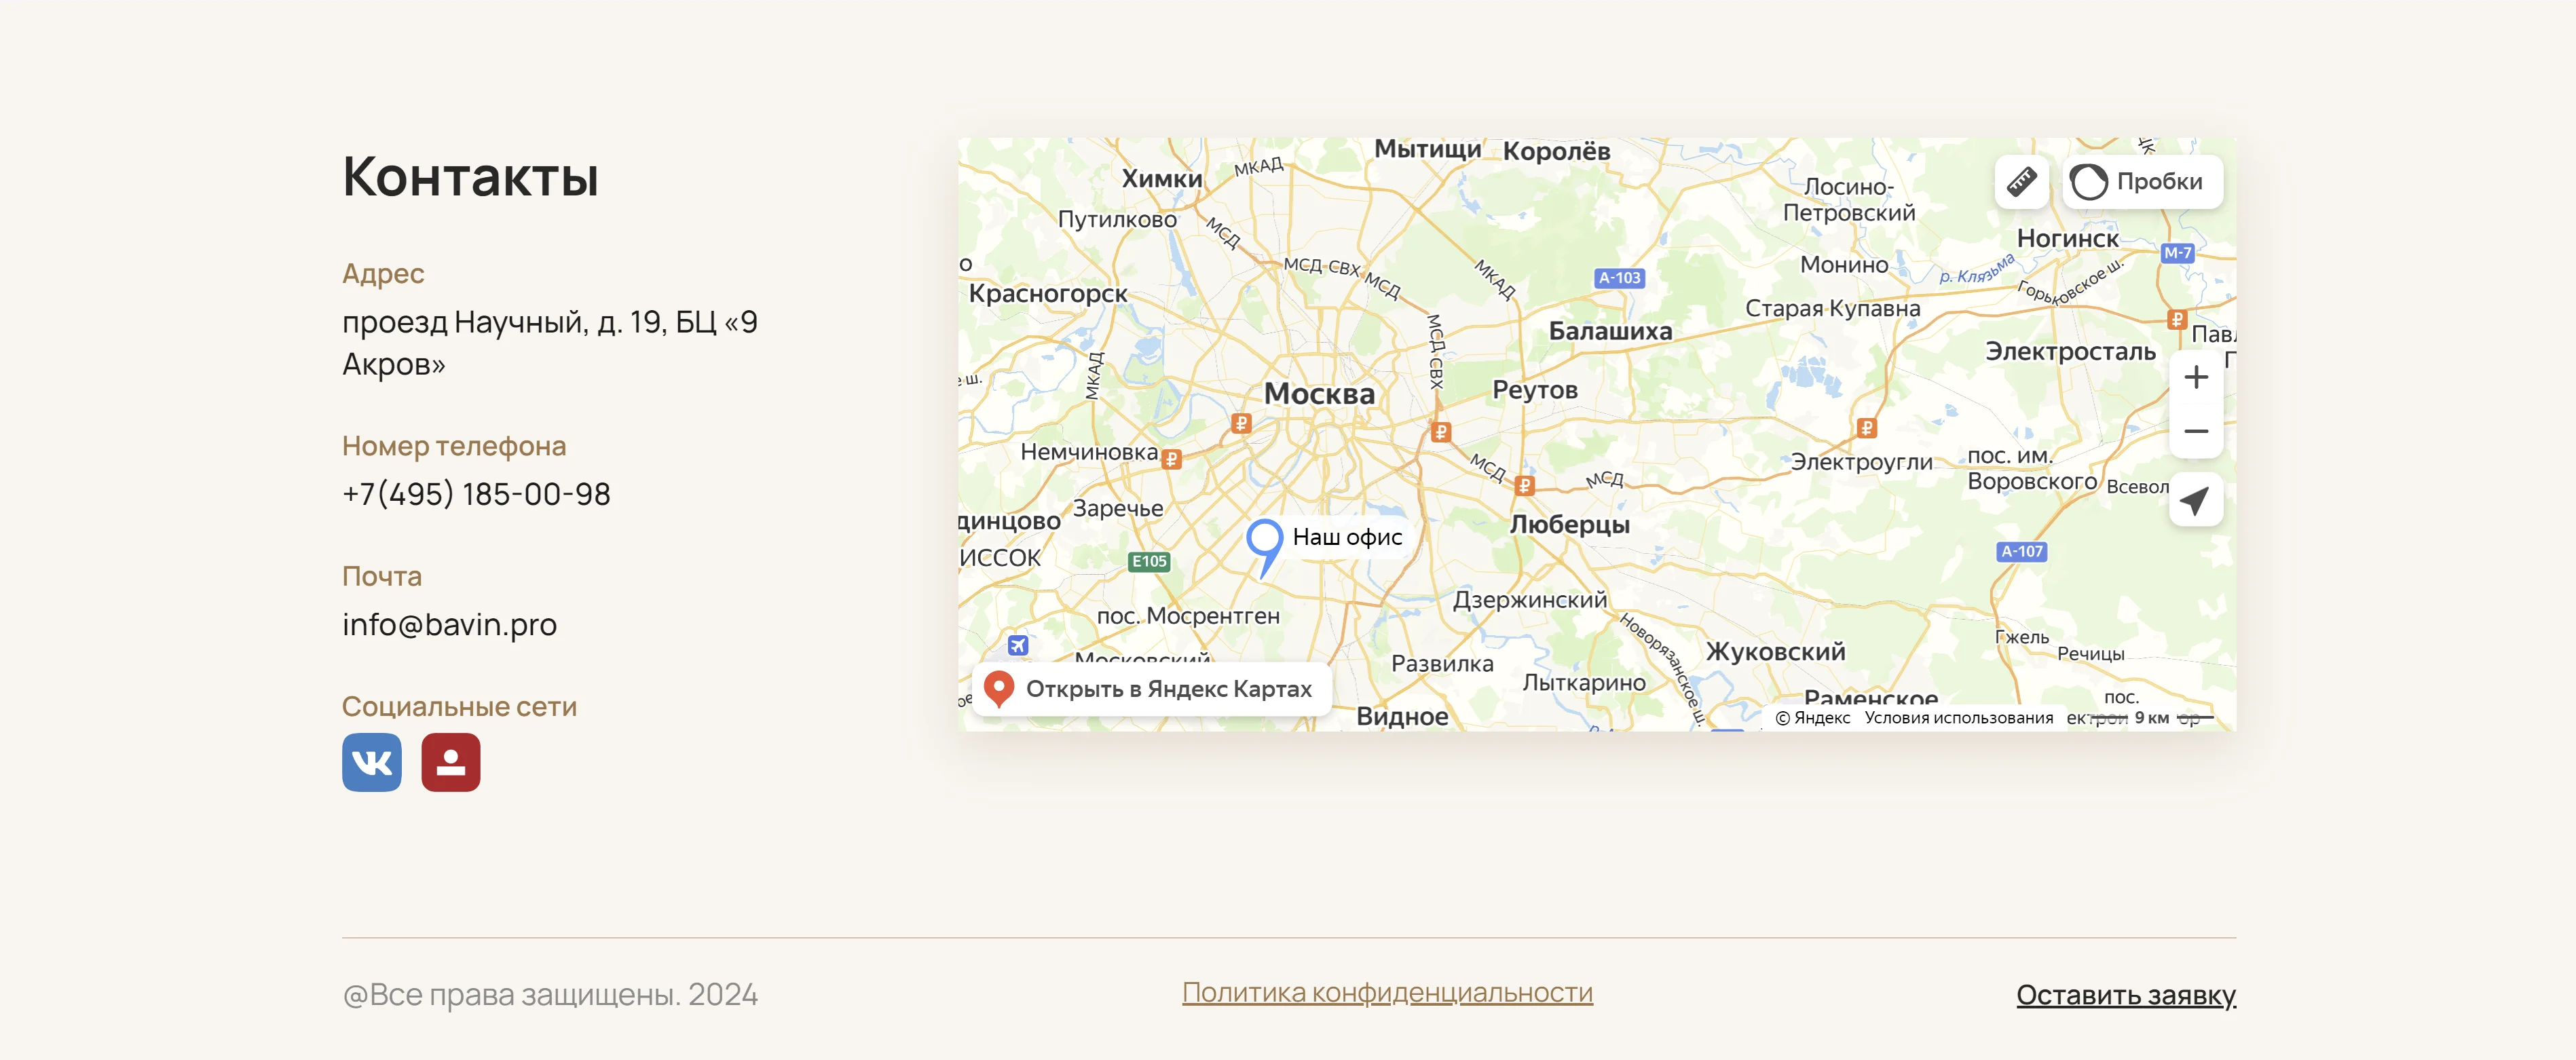 Контакты
Адрес
проезд Научный, д. 19, БЦ «9
Акров»
Номер телефона
+7(495) 185-00-98
Почта
info@bavin.pro
Социальные сети
Мытищи
Королёв
Химки
МКАД
Лосино-
Петровский
Пробки
Путилково
МСД
Ногинск
М-7
МСД СВХ
МСД
МКАД
А-103
Монино
р. Клязьма
Горьковское ш.
Красногорск
Старая Купавна
Балашиха
МСД СВХ
Электросталь
МКАД
Москва
Реутов
Немчиновка
МСД
МСД
Электроугли
пос. им.
Воровского
Заречье
Люберцы
Наш офис
Е105
А-107
Дзержинский
пос. Мосрентген
Новорязанское ш.
Гжель
Жуковский
Речицы
Московский
Развилка
Лыткарино
Открыть в Яндекс Картах
Раменское
пос.
Видное
© Яндекс Условия использования
9 км
@Все права защищены. 2024
Политика конфиденциальности
Оставить заявку